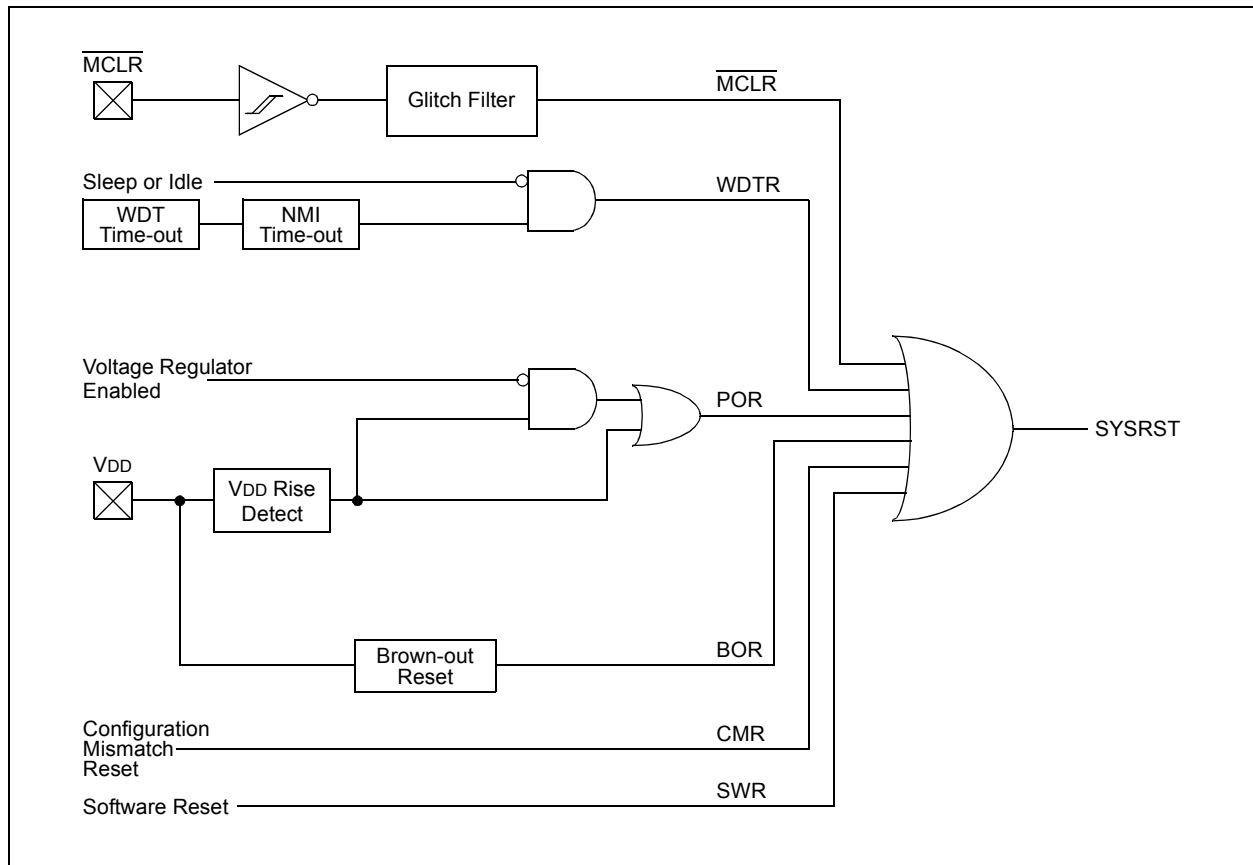 MCLR
Glitch Filter
MCLR
Sleep or Idle
WDT
Time-out
NMI
Time-out
WDTR
Voltage Regulator
Enabled
POR
SYSRST
VDD
VDD Rise
Detect
Brown-out
Reset
BOR
Configuration
Mismatch
Reset
CMR
Software Reset
SWR